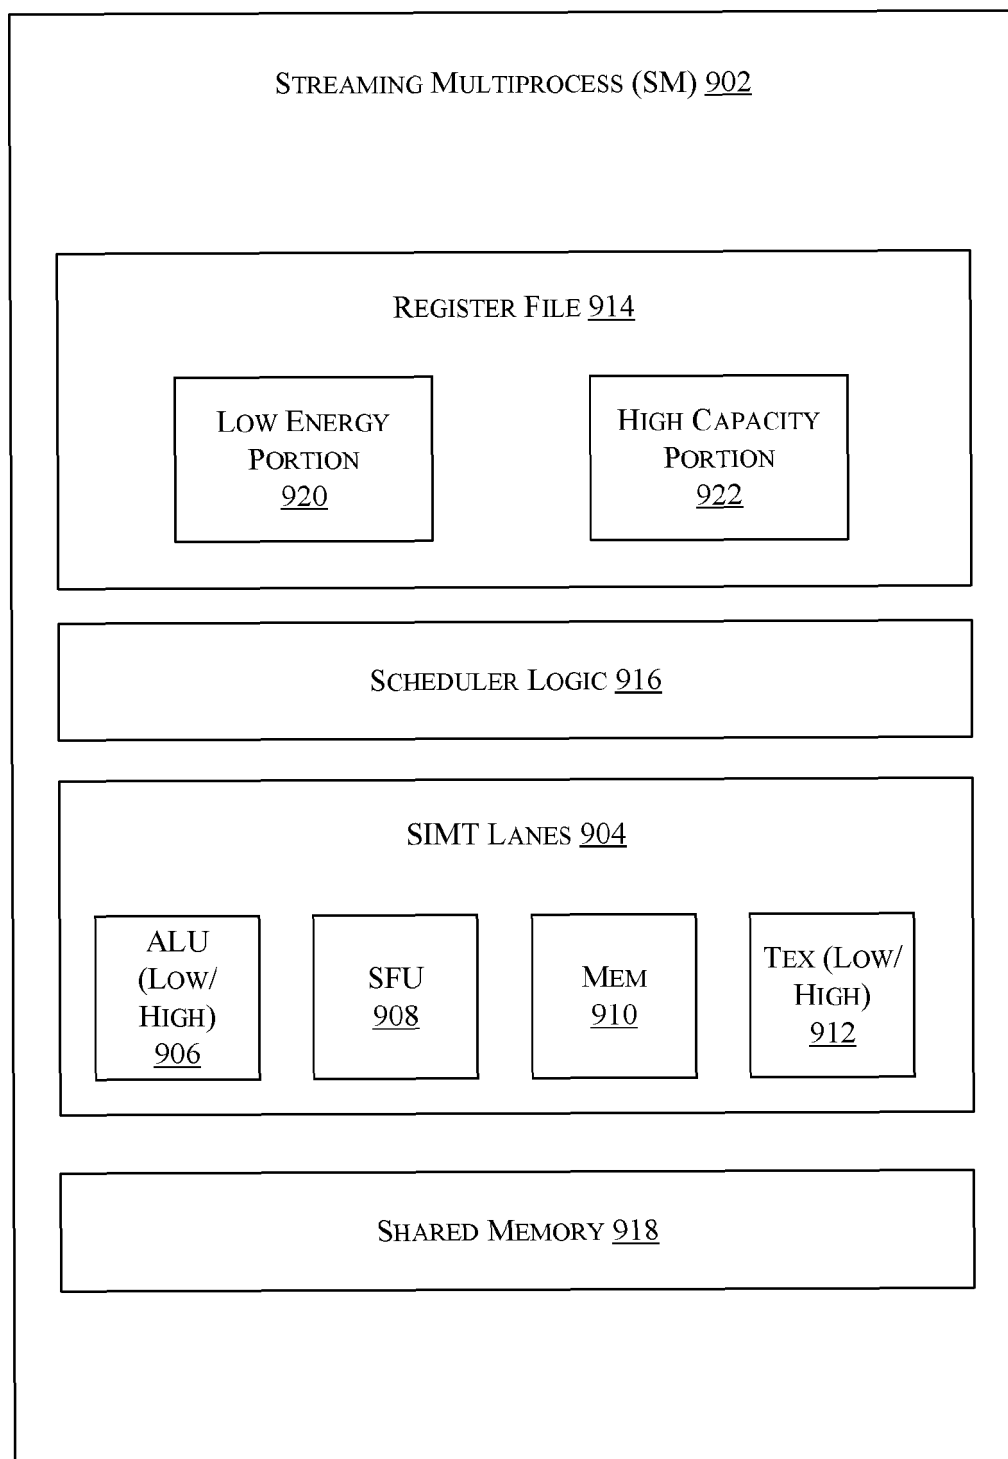 STREAMING MULTIPROCESS (SM) 902
REGISTER FILE 914
LOW ENERGY
PORTION
920
HIGH CAPACITY
PORTION
922
SCHEDULER LOGIC 916
SIMT LANES 904
ALU
(LOW/
HIGH)
906
SFU
908
MEM
910
TEX (LOW/
HIGH)
912
SHARED MEMORY 918